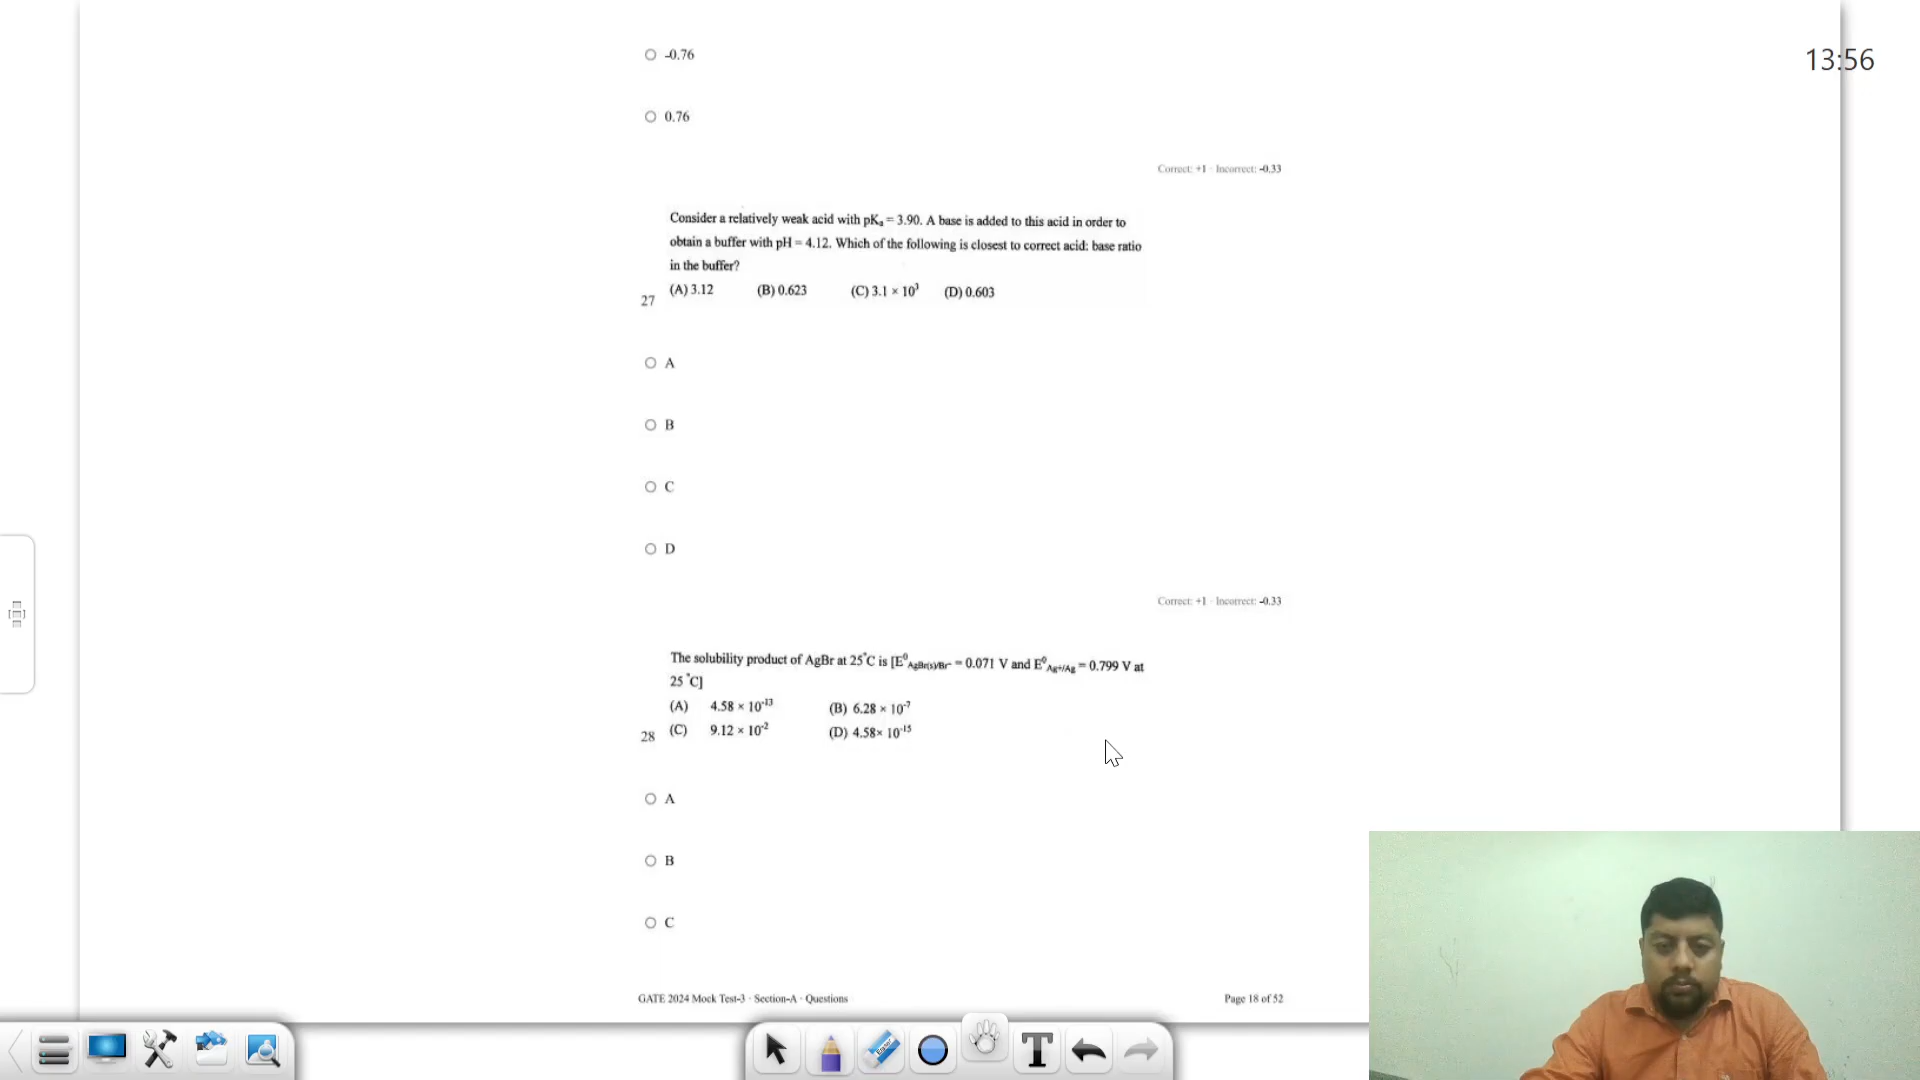 -0.76
13:56
0.76
Correct: +1 · Incorrect: -0.33
Consider a relatively weak acid with pKa = 3.90. A base is added to this acid in order to
obtain a buffer with pH = 4.12. Which of the following is closest to correct acid: base ratio
in the buffer?
(A) 3.12 (B) 0.623 (C) 3.1 × 10³ (D) 0.603
27
A
B
C
D
Correct: +1 · Incorrect: -0.33
The solubility product of AgBr at 25°C is [E⁰AgBr(s)/Br⁻ = 0.071 V and E⁰Ag+/Ag = 0.799 V at
25 °C]
(A) 4.58 × 10⁻¹³ (B) 6.28 × 10⁻⁷
(C) 9.12 × 10⁻² (D) 4.58× 10⁻¹⁵
28
A
B
C
GATE 2024 Mock Test-3 · Section-A · Questions Page 18 of 52